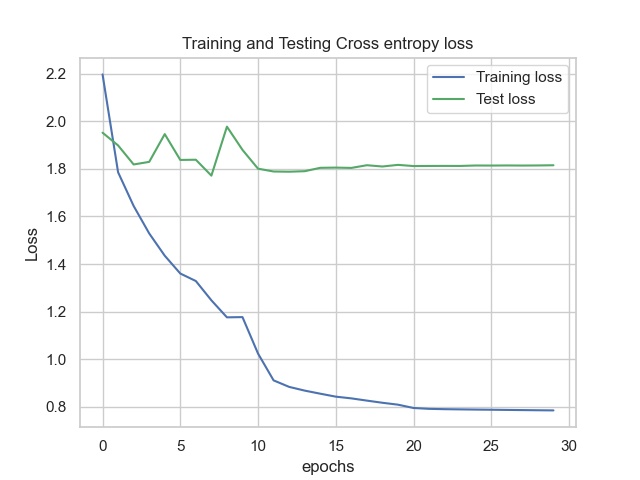 Training and Testing Cross entropy loss
Training loss
Test loss
2.2
2.0
1.8
1.6
1.4
1.2
1.0
0.8
Loss
0 5 10 15 20 25 30
epochs